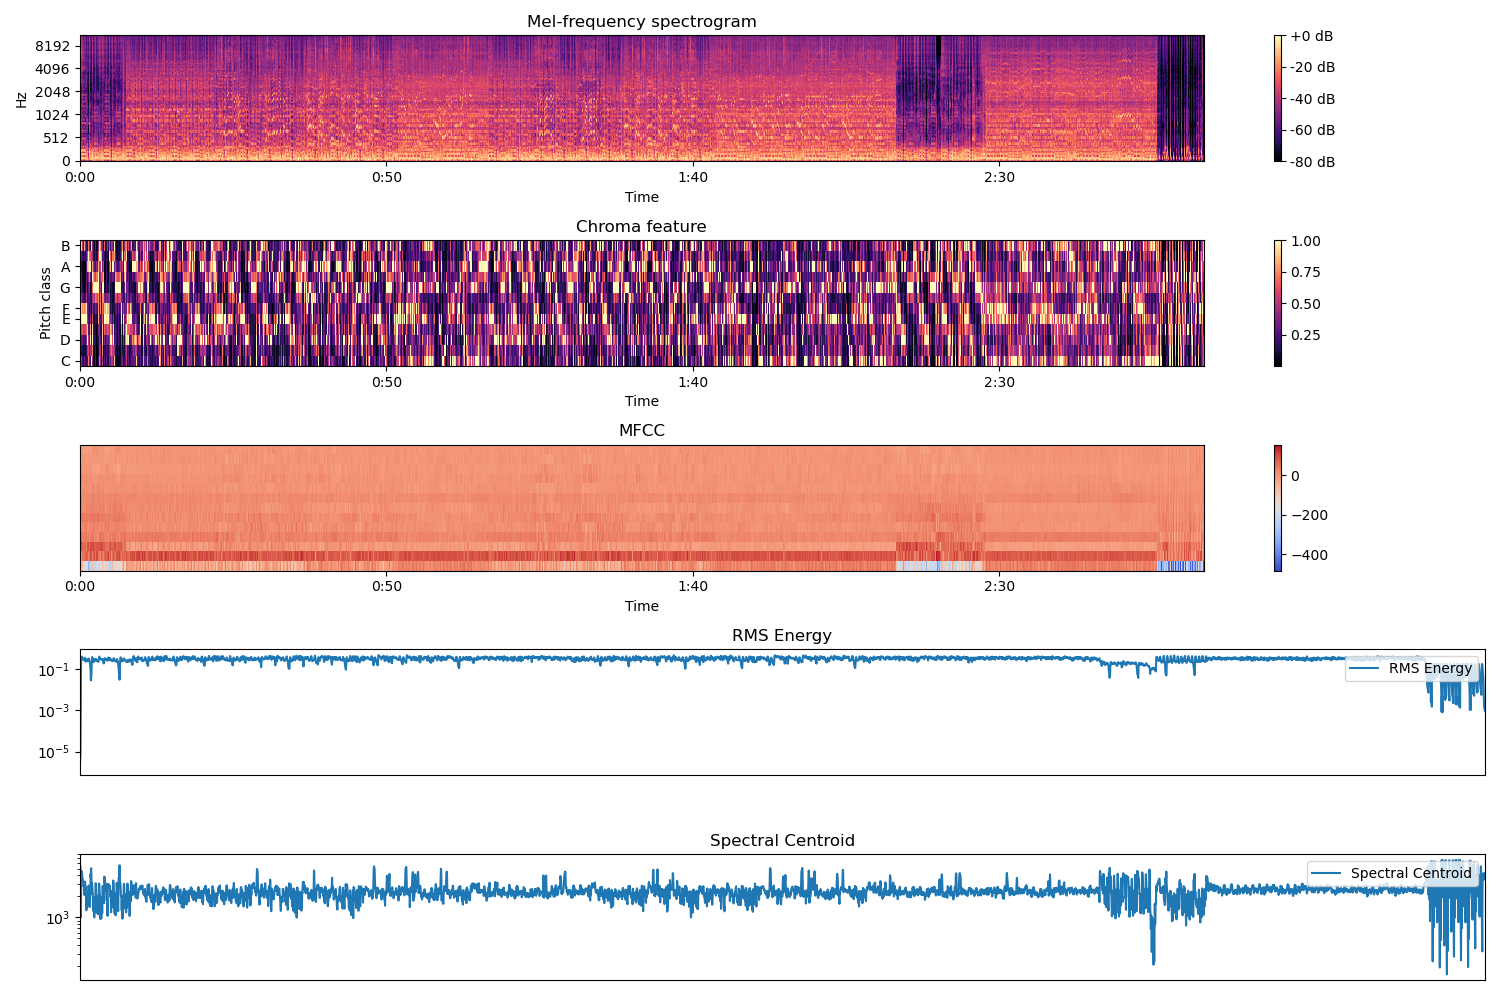 Mel-frequency spectrogram
8192
4096
2048
1024
512
0
Hz
0:00 0:50 1:40 2:30
Time
+0 dB
-20 dB
-40 dB
-60 dB
-80 dB
Chroma feature
B
A
G
F
E
D
C
Pitch class
0:00 0:50 1:40 2:30
Time
1.00
0.75
0.50
0.25
MFCC
0:00 0:50 1:40 2:30
Time
0
−200
−400
RMS Energy
10⁻¹
10⁻³
10⁻⁵
RMS Energy
Spectral Centroid
10³
Spectral Centroid